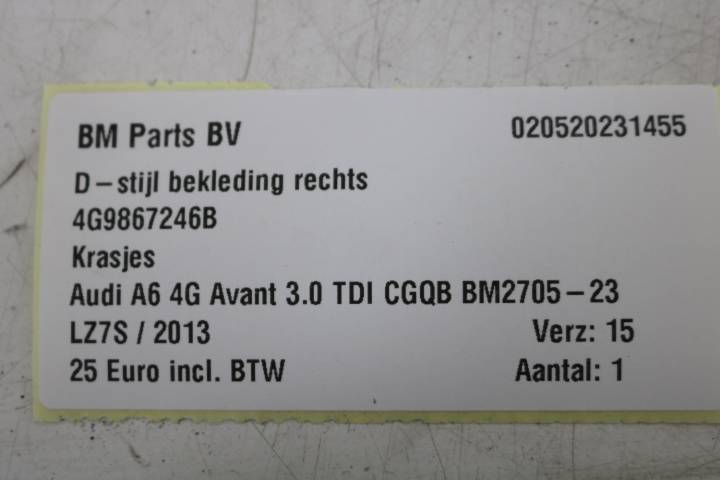 BM Parts BV 020520231455
D-stijl bekleding rechts
4G9867246B
Krasjes
Audi A6 4G Avant 3.0 TDI CGQB BM2705-23
LZ7S / 2013 Verz: 15
25 Euro incl. BTW Aantal: 1